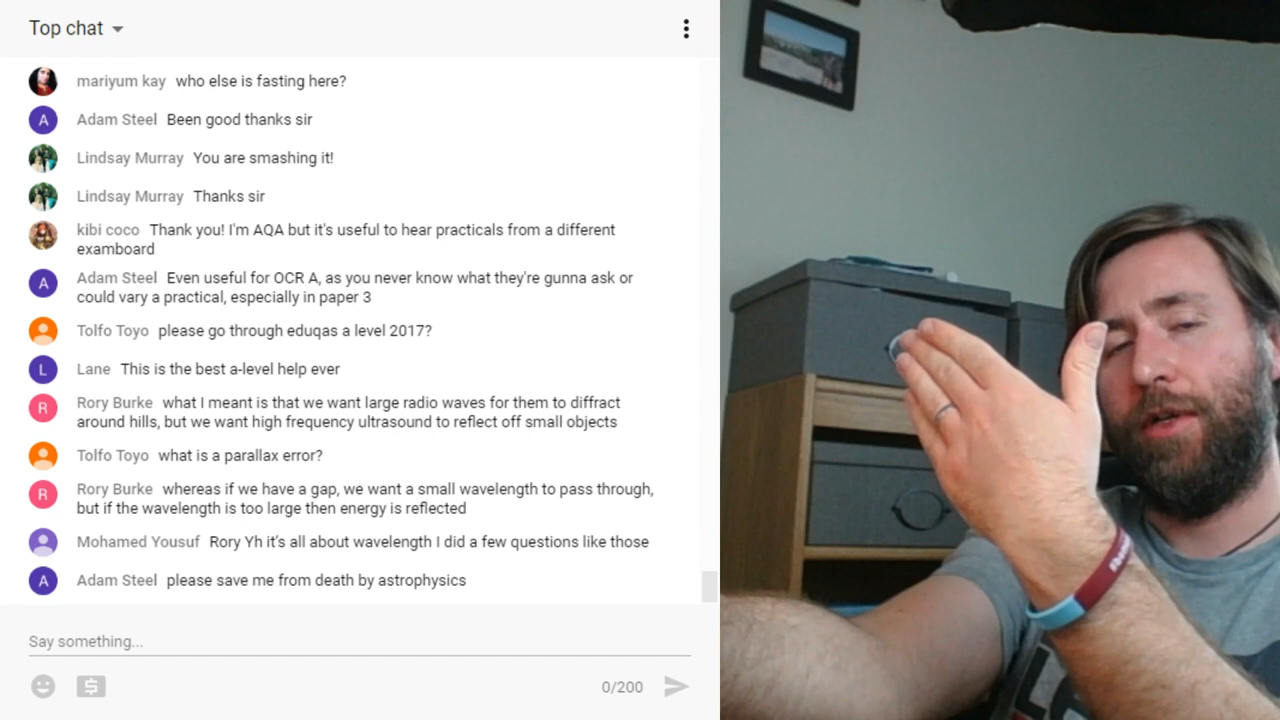 Top chat
mariyum kay who else is fasting here?
A Adam Steel Been good thanks sir
Lindsay Murray You are smashing it!
Lindsay Murray Thanks sir
kibi coco Thank you! I'm AQA but it's useful to hear practicals from a different
examboard
A Adam Steel Even useful for OCR A, as you never know what they're gunna ask or
could vary a practical, especially in paper 3
Tolfo Toyo please go through eduqas a level 2017?
L Lane This is the best a-level help ever
R Rory Burke what I meant is that we want large radio waves for them to diffract
around hills, but we want high frequency ultrasound to reflect off small objects
Tolfo Toyo what is a parallax error?
R Rory Burke whereas if we have a gap, we want a small wavelength to pass through,
but if the wavelength is too large then energy is reflected
Mohamed Yousuf Rory Yh it's all about wavelength I did a few questions like those
A Adam Steel please save me from death by astrophysics
Say something...
$ 0/200